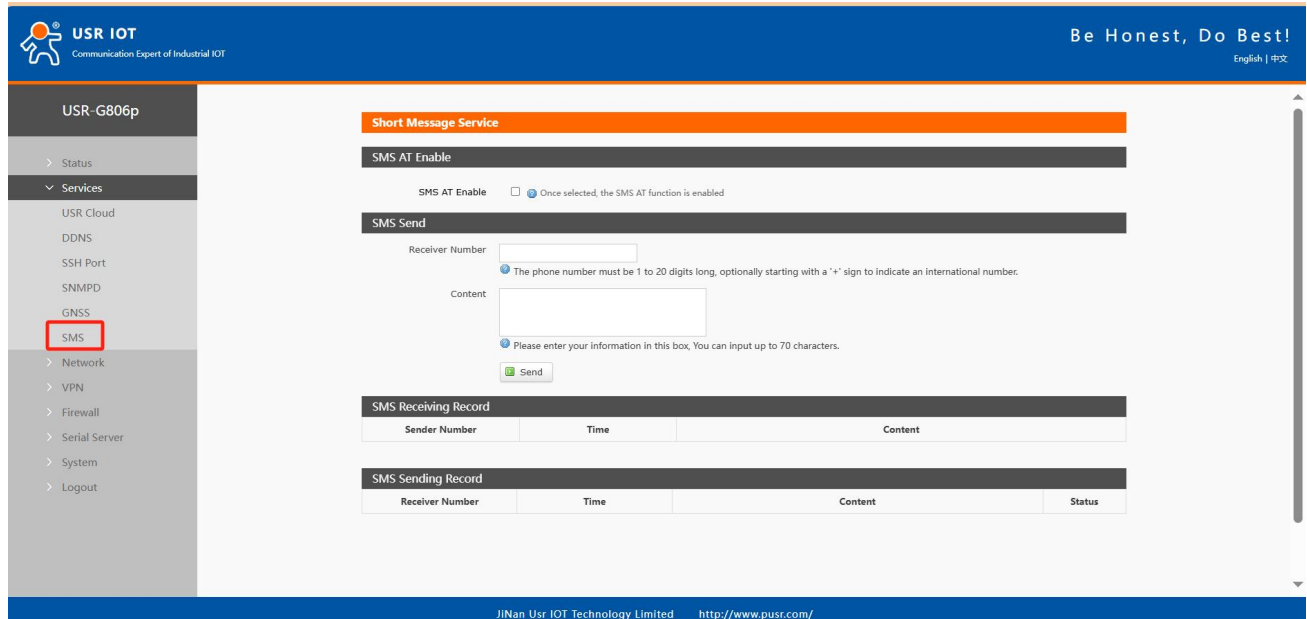 USR IOT
Communication Expert of Industrial IOT
Be Honest, Do Best!
English | 中文
USR-G806p
Status
Services
USR Cloud
DDNS
SSH Port
SNMPD
GNSS
SMS
Network
VPN
Firewall
Serial Server
System
Logout
Short Message Service
SMS AT Enable
SMS AT Enable Once selected, the SMS AT function is enabled
SMS Send
Receiver Number
The phone number must be 1 to 20 digits long, optionally starting with a '+' sign to indicate an international number.
Content
Please enter your information in this box, You can input up to 70 characters.
Send
SMS Receiving Record
Sender Number Time Content
SMS Sending Record
Receiver Number Time Content Status
JiNan Usr IOT Technology Limited http://www.pusr.com/